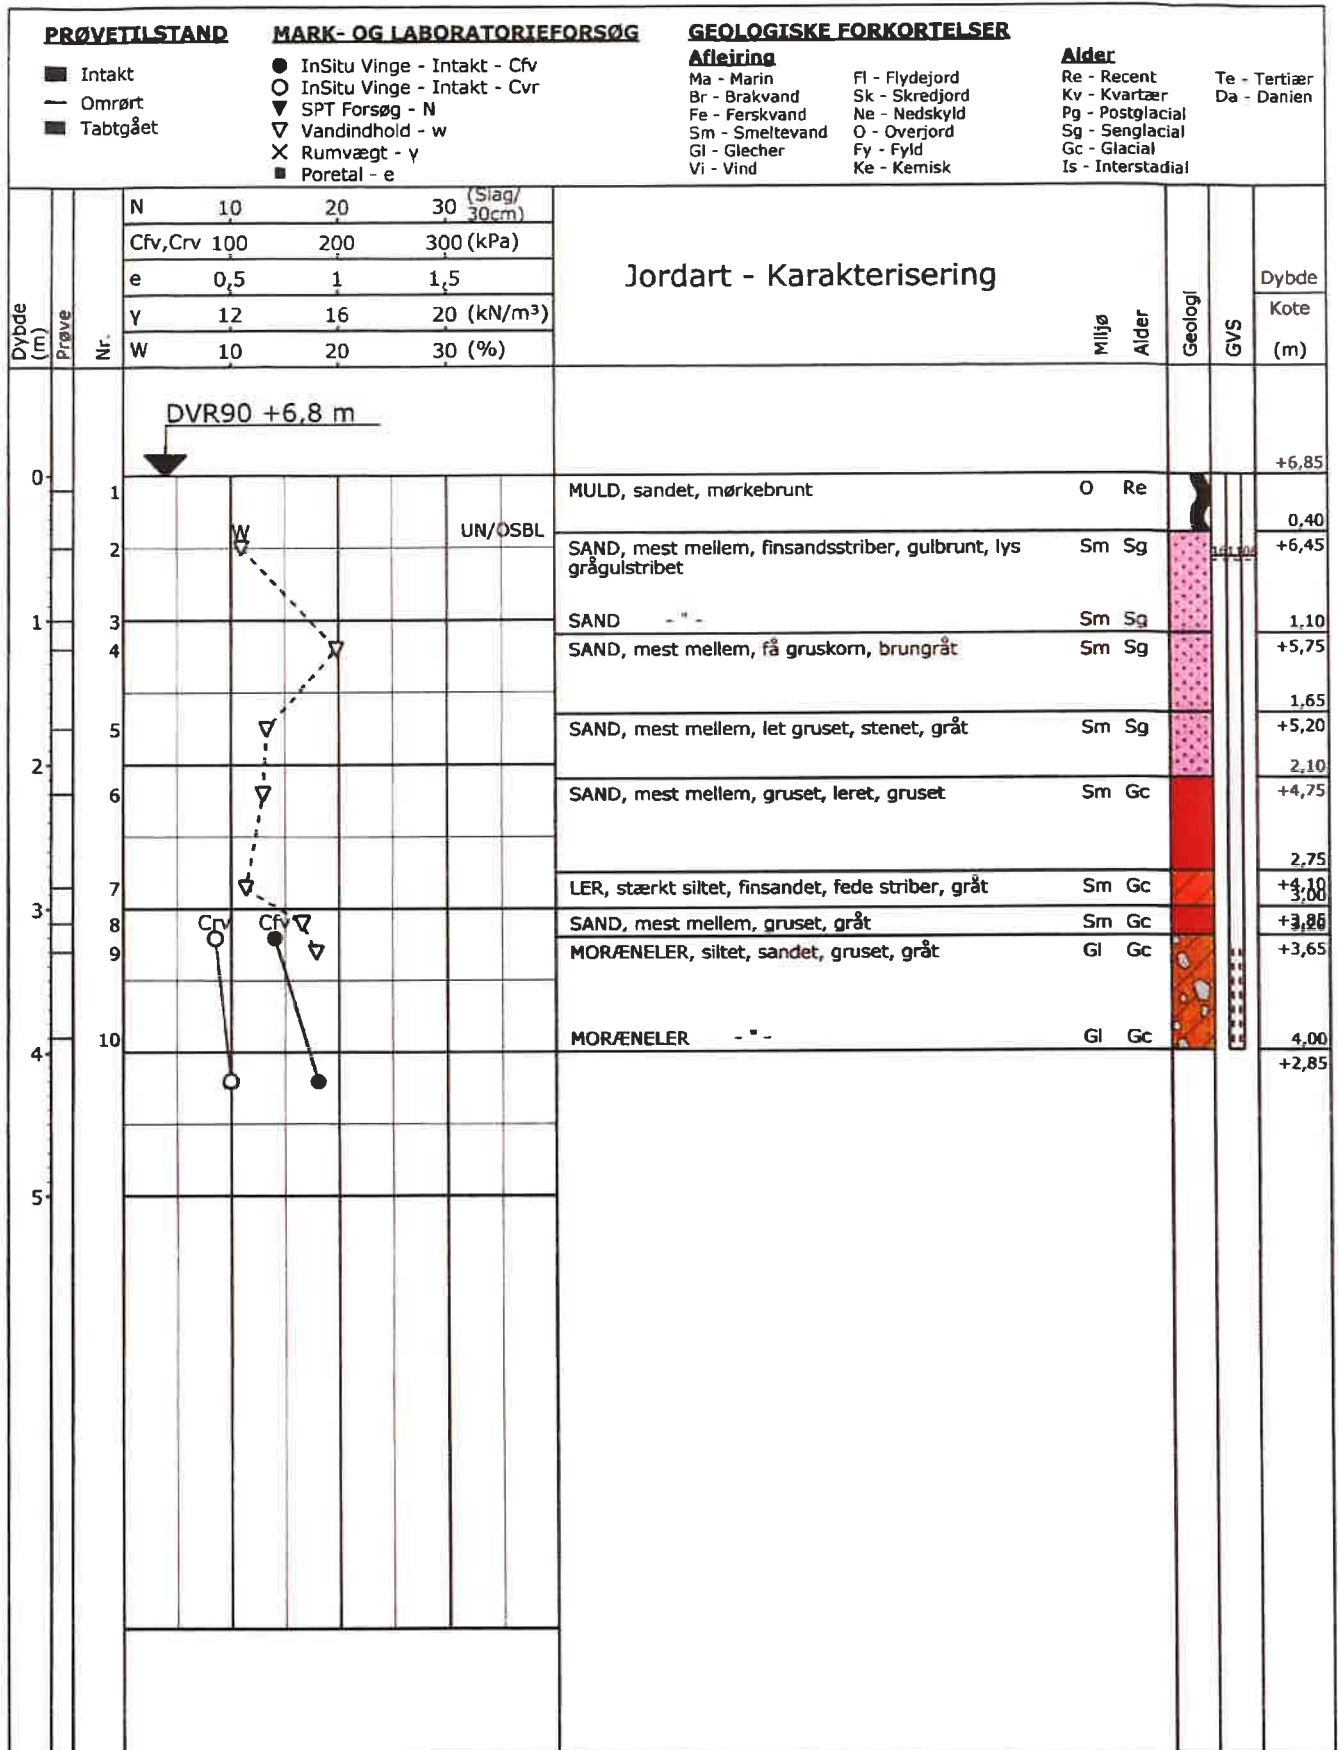 PRØVETILSTAND
Intakt
Omrørt
Tabtgået
MARK- OG LABORATORIEFORSØG
InSitu Vinge - Intakt - Cfv
InSitu Vinge - Intakt - Cvr
SPT Forsøg - N
Vandindhold - w
Rumvægt - γ
Poretal - e
GEOLOGISKE FORKORTELSER
Aflejring
Ma - Marin
Br - Brakvand
Fe - Ferskvand
Sm - Smeltevand
Gl - Glecher
Vi - Vind
Fl - Flydejord
Sk - Skredjord
Ne - Nedskyld
O - Overjord
Fy - Fyld
Ke - Kemisk
Alder
Re - Recent
Kv - Kvartær
Pg - Postglacial
Sg - Senglacial
Gc - Glacial
Is - Interstadial
Te - Tertiær
Da - Danien
Dybde (m)
Prøve
Nr.
N 10 20 30 (Slag/30cm)
Cfv,Crv 100 200 300 (kPa)
e 0,5 1 1,5
γ 12 16 20 (kN/m³)
W 10 20 30 (%)
Jordart - Karakterisering
Miljø
Alder
Geologi
GVS
Dybde
Kote
(m)
DVR90 +6,8 m
+6,85
0
1 MULD, sandet, mørkebrunt O Re
0,40
W UN/OSBL
2 SAND, mest mellem, finsandsstriber, gulbrunt, lys Sm Sg +6,45
grågulstribet
1 3 SAND - " - Sm Sg 1,10
4 SAND, mest mellem, få gruskorn, brungråt Sm Sg +5,75
1,65
5 SAND, mest mellem, let gruset, stenet, gråt Sm Sg +5,20
2 2,10
6 SAND, mest mellem, gruset, leret, gruset Sm Gc +4,75
2,75
7 LER, stærkt siltet, finsandet, fede striber, gråt Sm Gc +4,10
3,00
3
8 Crv Cfv SAND, mest mellem, gruset, gråt Sm Gc +3,85
9 MORÆNELER, siltet, sandet, gruset, gråt Gl Gc +3,65
10 MORÆNELER - " - Gl Gc 4,00
4
+2,85
5